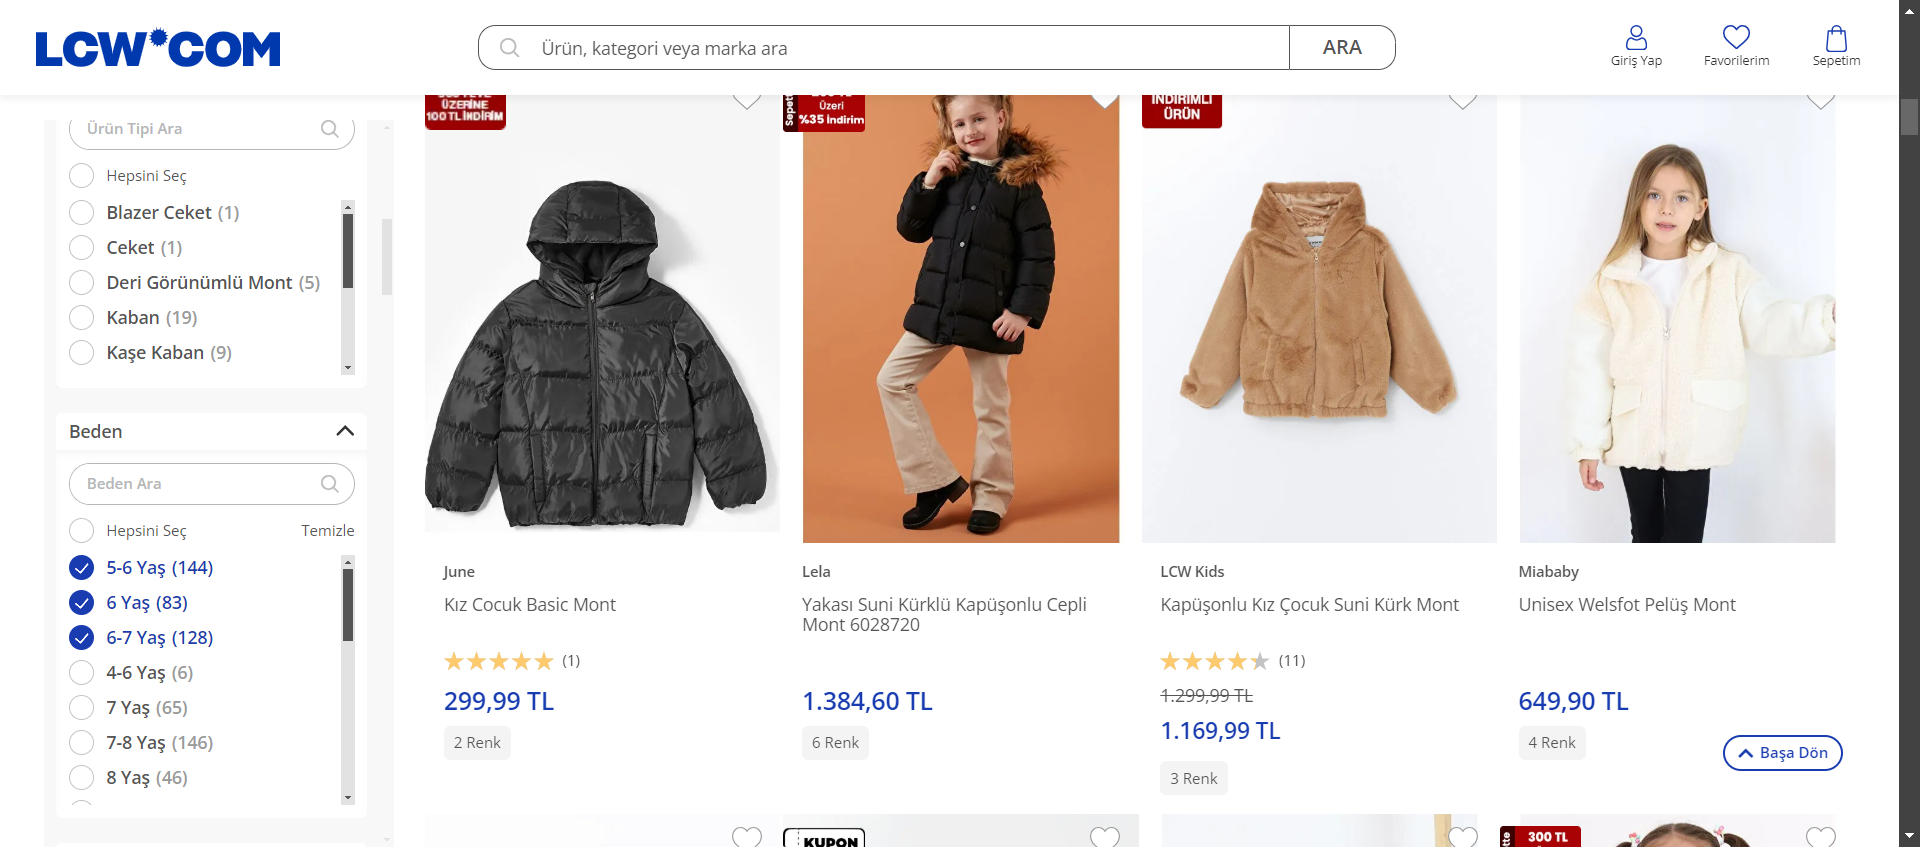 LCW COM
Ürün, kategori veya marka ara
ARA
Giriş Yap
Favorilerim
Sepetim
Ürün Tipi Ara
Hepsini Seç
Blazer Ceket (1)
Ceket (1)
Deri Görünümlü Mont (5)
Kaban (19)
Kaşe Kaban (9)
Beden
Beden Ara
Hepsini Seç
Temizle
5-6 Yaş (144)
6 Yaş (83)
6-7 Yaş (128)
4-6 Yaş (6)
7 Yaş (65)
7-8 Yaş (146)
8 Yaş (46)
ÜZERİNE
100 TL İNDİRİM
Üzeri
%35 İndirim
İNDİRİMLİ
ÜRÜN
June
Kız Cocuk Basic Mont
(1)
299,99 TL
2 Renk
Lela
Yakası Suni Kürklü Kapüşonlu Cepli
Mont 6028720
1.384,60 TL
6 Renk
LCW Kids
Kapüşonlu Kız Çocuk Suni Kürk Mont
(11)
1.299,99 TL
1.169,99 TL
3 Renk
Miababy
Unisex Welsfot Pelüş Mont
649,90 TL
4 Renk
Başa Dön
KUPON
300 TL